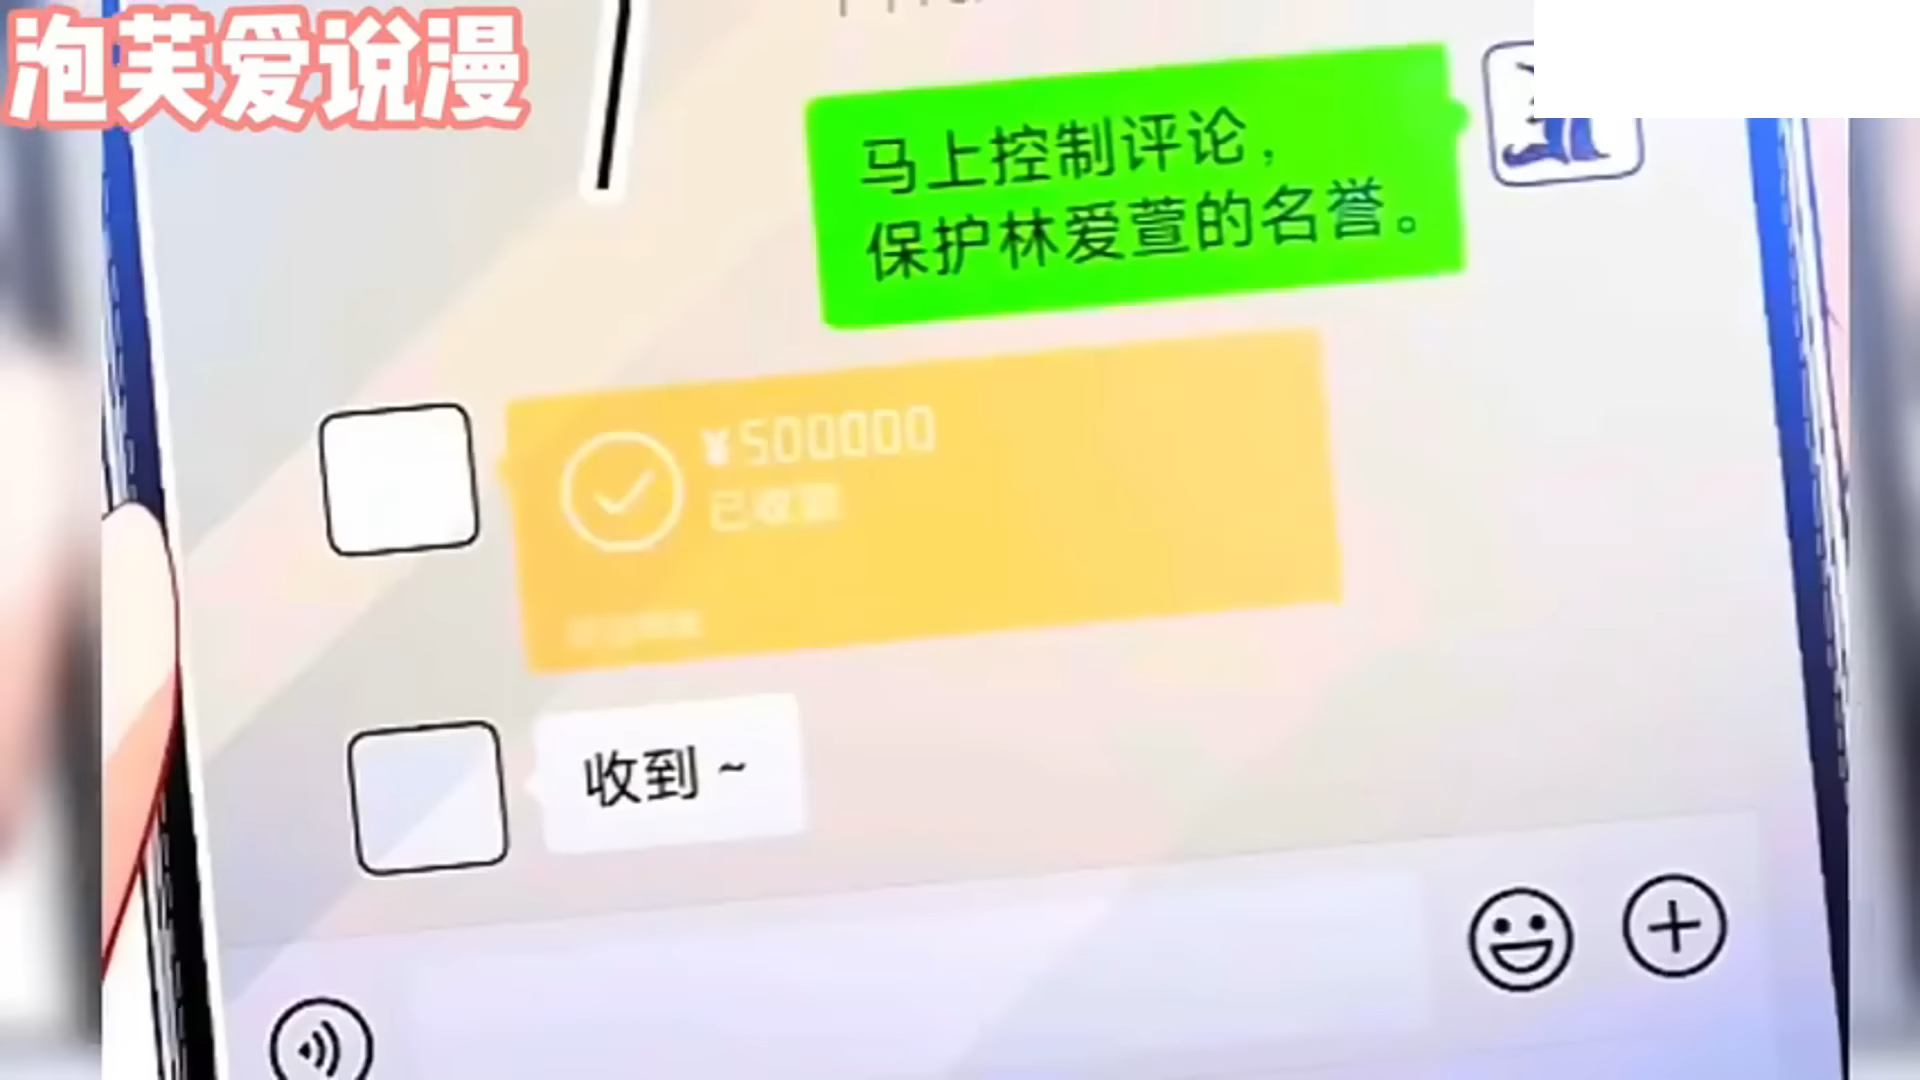 泡芙爱说漫
马上控制评论，
保护林爱萱的名誉。
¥500000
已收款
收到~